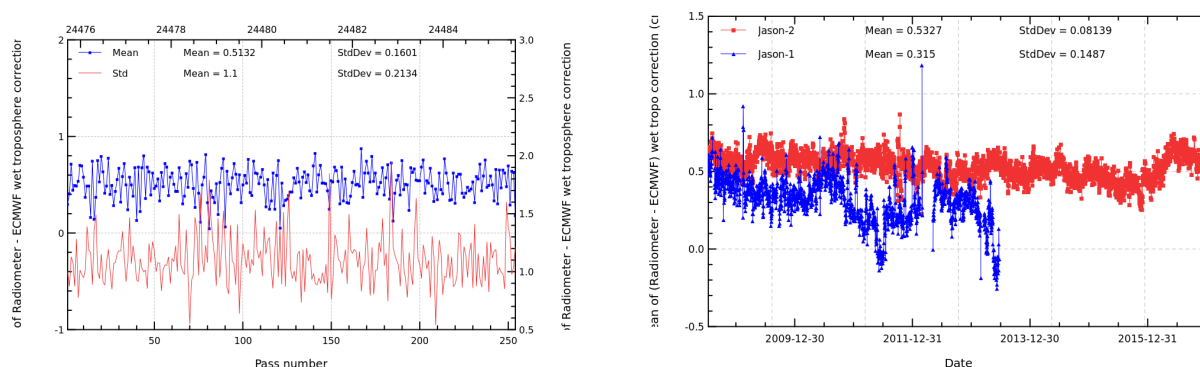 24476 24478 24480 24482 24484
2 3.0
Mean Mean = 0.5132 StdDev = 0.1601
Std Mean = 1.1 StdDev = 0.2134
2.5
1 2.0
1.5
0 1.0
-1 0.5
50 100 150 200 250
Pass number
of Radiometer - ECMWF wet troposphere correction
of Radiometer - ECMWF wet troposphere correction
1.5
Jason-2 Mean = 0.5327 StdDev = 0.08139
Jason-1 Mean = 0.315 StdDev = 0.1487
1.0
0.5
0.0
-0.5
2009-12-30 2011-12-31 2013-12-31 2015-12-31
Date
of (Radiometer - ECMWF) wet tropo correction